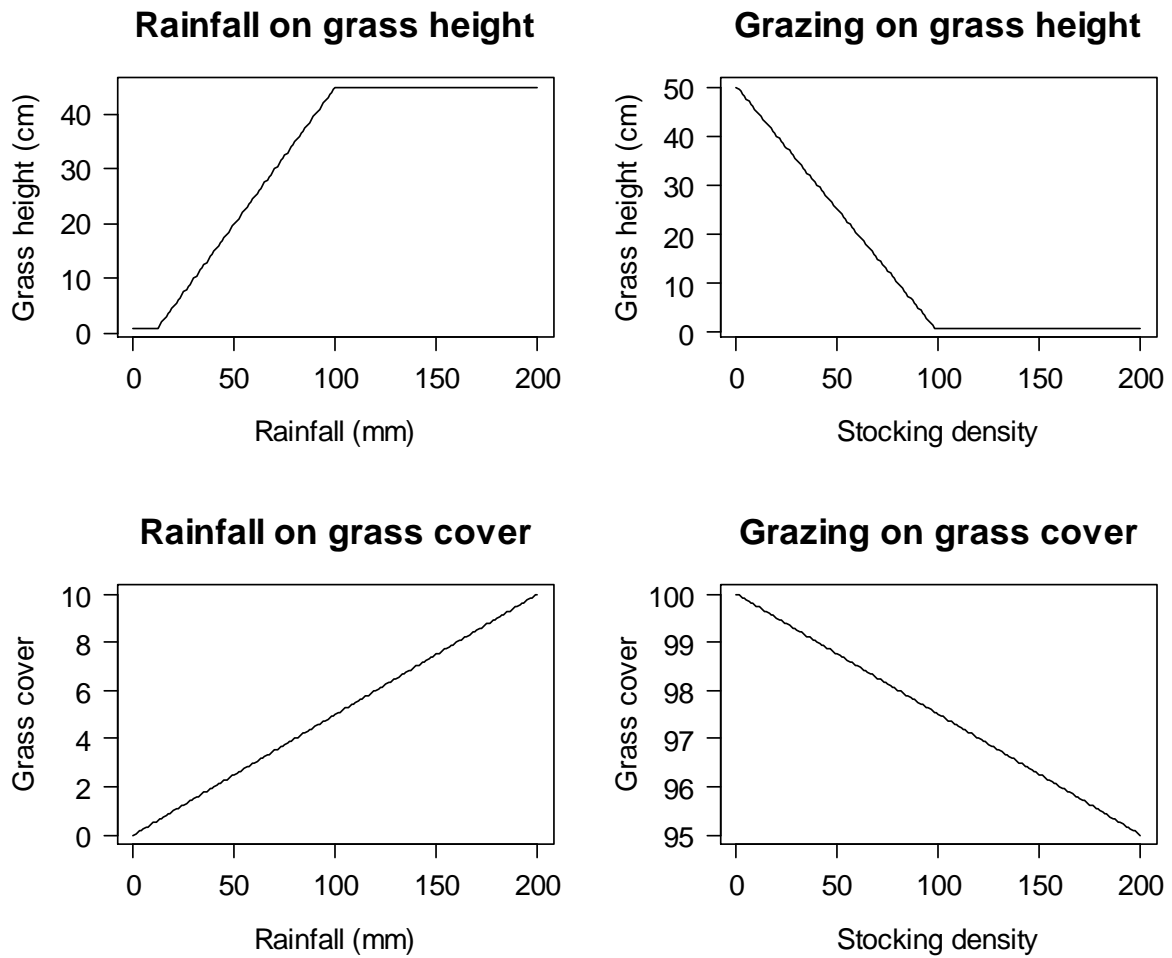 Rainfall on grass height
Grass height (cm)
40
30
20
10
0
0 50 100 150 200
Rainfall (mm)
Grazing on grass height
Grass height (cm)
50
40
30
20
10
0
0 50 100 150 200
Stocking density
Rainfall on grass cover
Grass cover
10
8
6
4
2
0
0 50 100 150 200
Rainfall (mm)
Grazing on grass cover
Grass cover
100
99
98
97
96
95
0 50 100 150 200
Stocking density